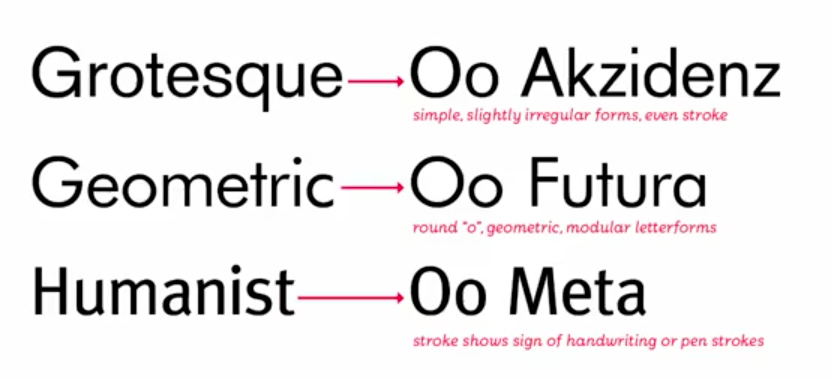 Grotesque Oo Akzidenz
simple, slightly irregular forms, even stroke
Geometric Oo Futura
round "o", geometric, modular letterforms
Humanist Oo Meta
stroke shows sign of handwriting or pen strokes